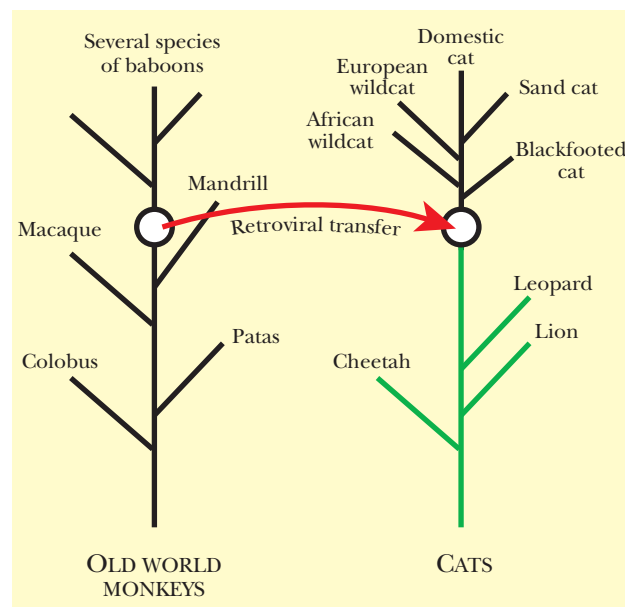 Several species
of baboons
Mandrill
Macaque
Colobus
Patas
OLD WORLD
MONKEYS
Retroviral transfer
Domestic
cat
European
wildcat
Sand cat
African
wildcat
Blackfooted
cat
Leopard
Lion
Cheetah
CATS